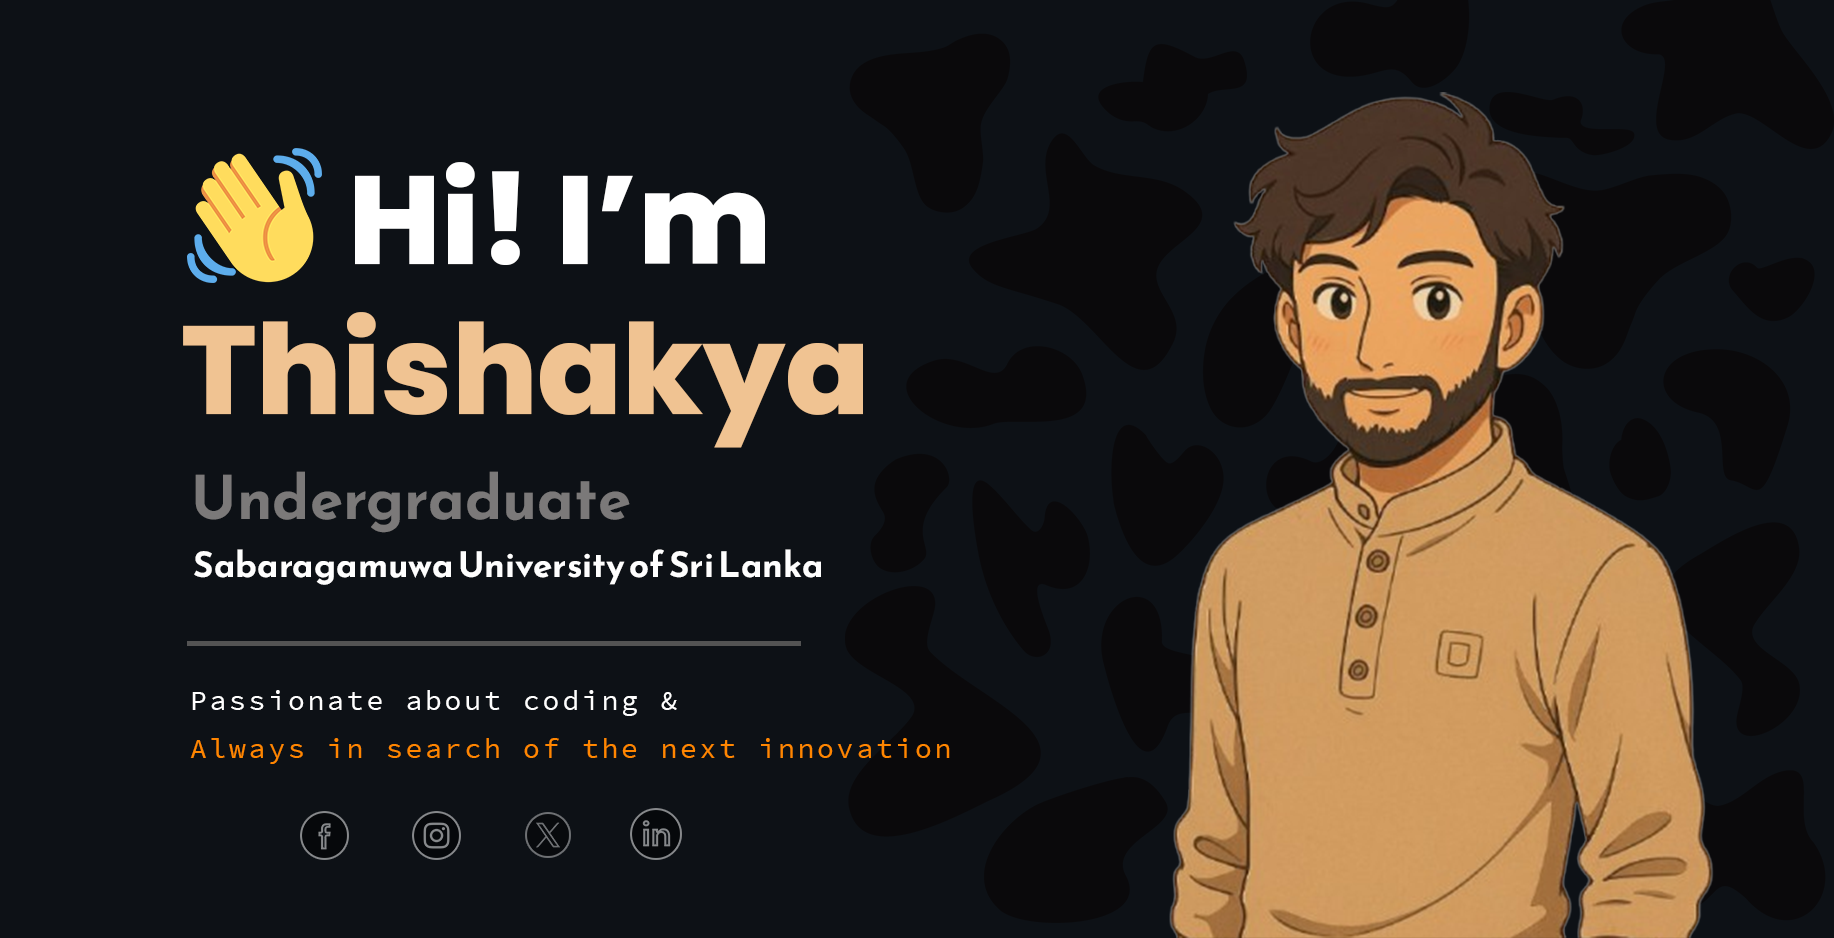 Hi! I’m
Thishakya
Undergraduate
Sabaragamuwa University of Sri Lanka
Passionate about coding &
Always in search of the next innovation